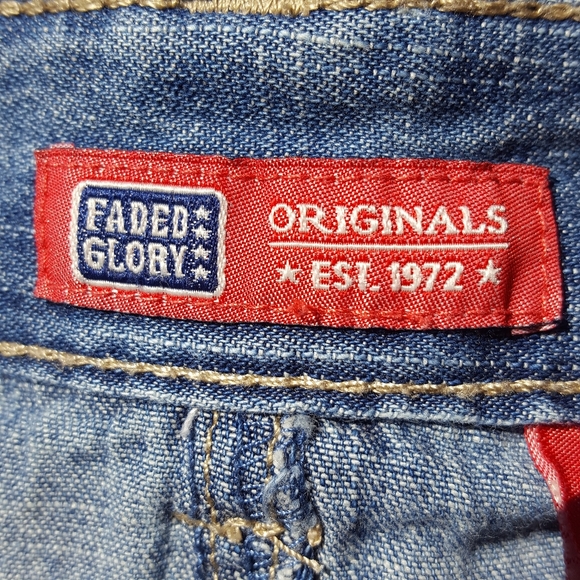 FADED
GLORY
ORIGINALS
EST. 1972